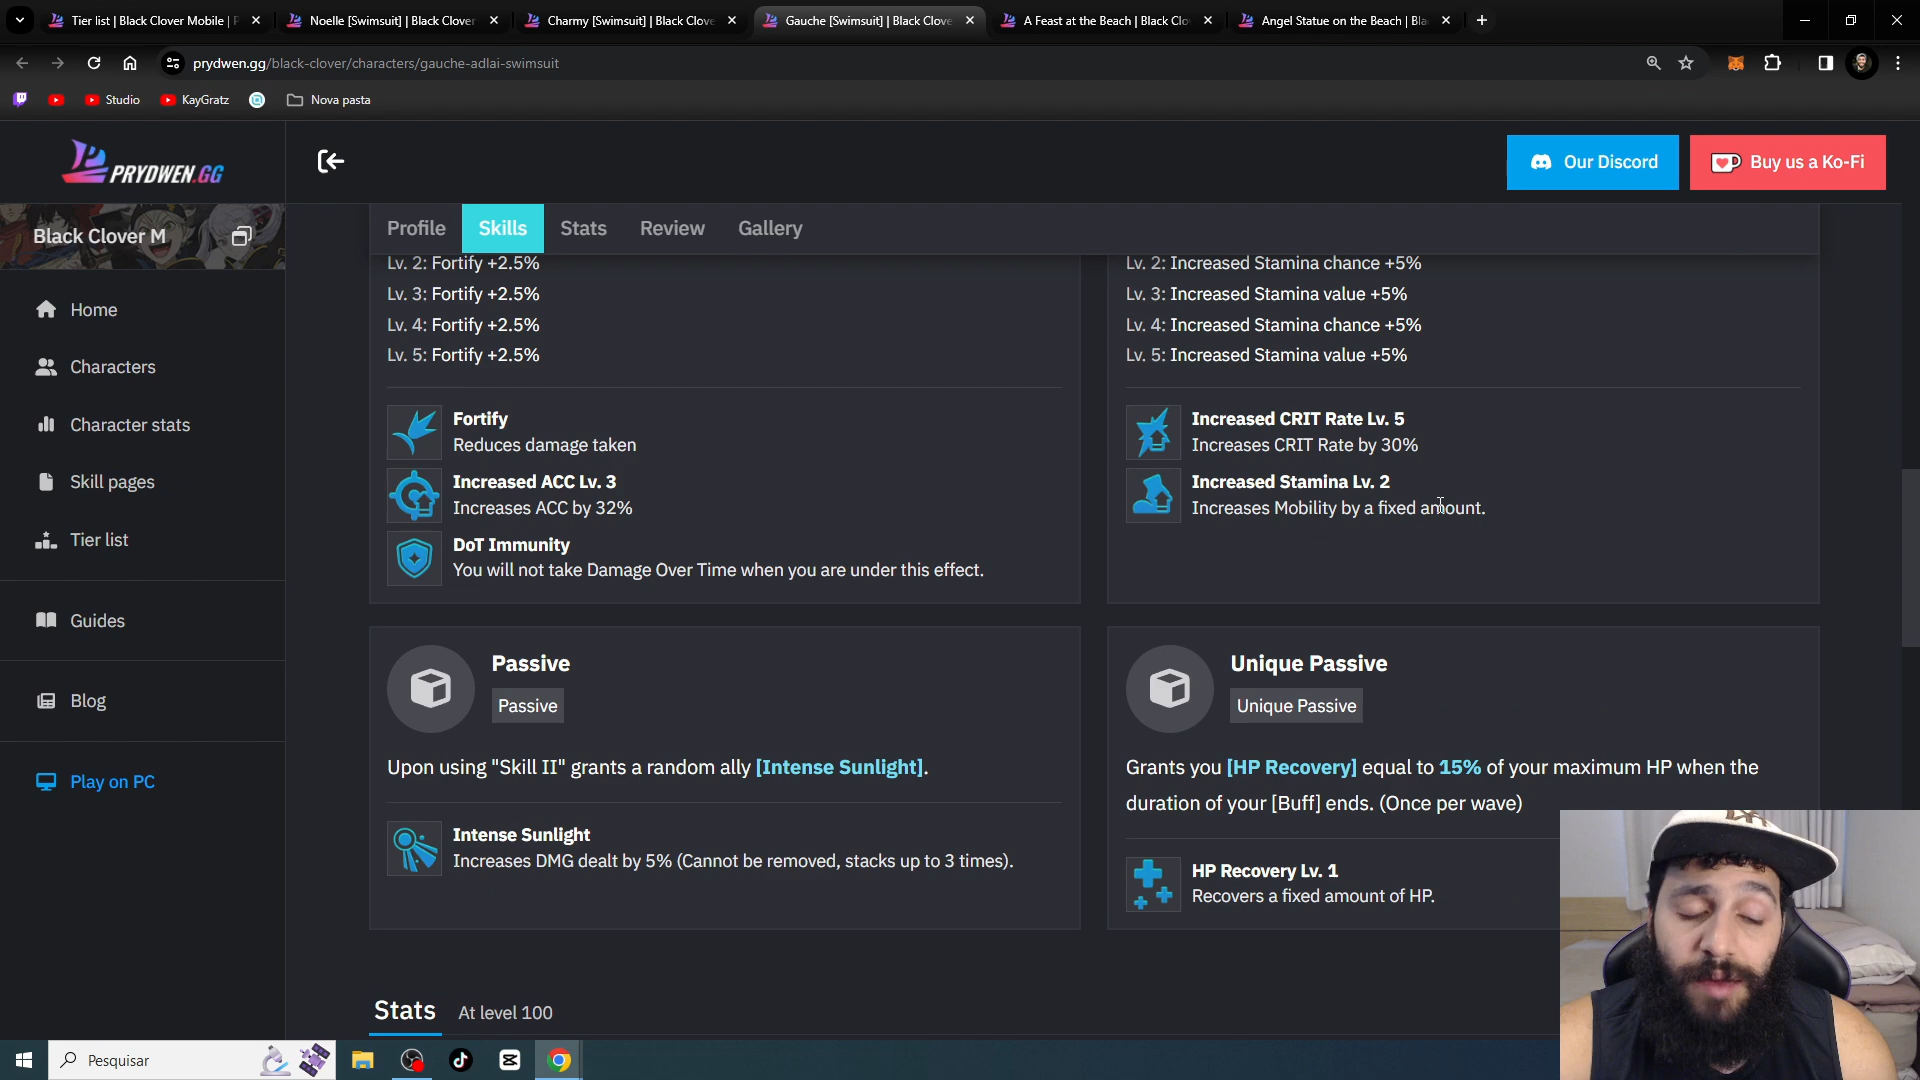 Tier list | Black Clover Mobile | P
Noelle [Swimsuit] | Black Clover
Charmy [Swimsuit] | Black Clove
Gauche [Swimsuit] | Black Clove
A Feast at the Beach | Black Clo
Angel Statue on the Beach | Bla
prydwen.gg/black-clover/characters/gauche-adlai-swimsuit
Studio
KayGratz
Nova pasta
PRYDWEN.GG
Our Discord
Buy us a Ko-Fi
Black Clover M
Profile
Skills
Stats
Review
Gallery
Home
Characters
Character stats
Skill pages
Tier list
Guides
Blog
Play on PC
Lv. 2: Fortify +2.5%
Lv. 3: Fortify +2.5%
Lv. 4: Fortify +2.5%
Lv. 5: Fortify +2.5%
Fortify
Reduces damage taken
Increased ACC Lv. 3
Increases ACC by 32%
DoT Immunity
You will not take Damage Over Time when you are under this effect.
Lv. 2: Increased Stamina chance +5%
Lv. 3: Increased Stamina value +5%
Lv. 4: Increased Stamina chance +5%
Lv. 5: Increased Stamina value +5%
Increased CRIT Rate Lv. 5
Increases CRIT Rate by 30%
Increased Stamina Lv. 2
Increases Mobility by a fixed amount.
Passive
Passive
Upon using "Skill II" grants a random ally [Intense Sunlight].
Intense Sunlight
Increases DMG dealt by 5% (Cannot be removed, stacks up to 3 times).
Unique Passive
Unique Passive
Grants you [HP Recovery] equal to 15% of your maximum HP when the
duration of your [Buff] ends. (Once per wave)
HP Recovery Lv. 1
Recovers a fixed amount of HP.
Stats
At level 100
Pesquisar